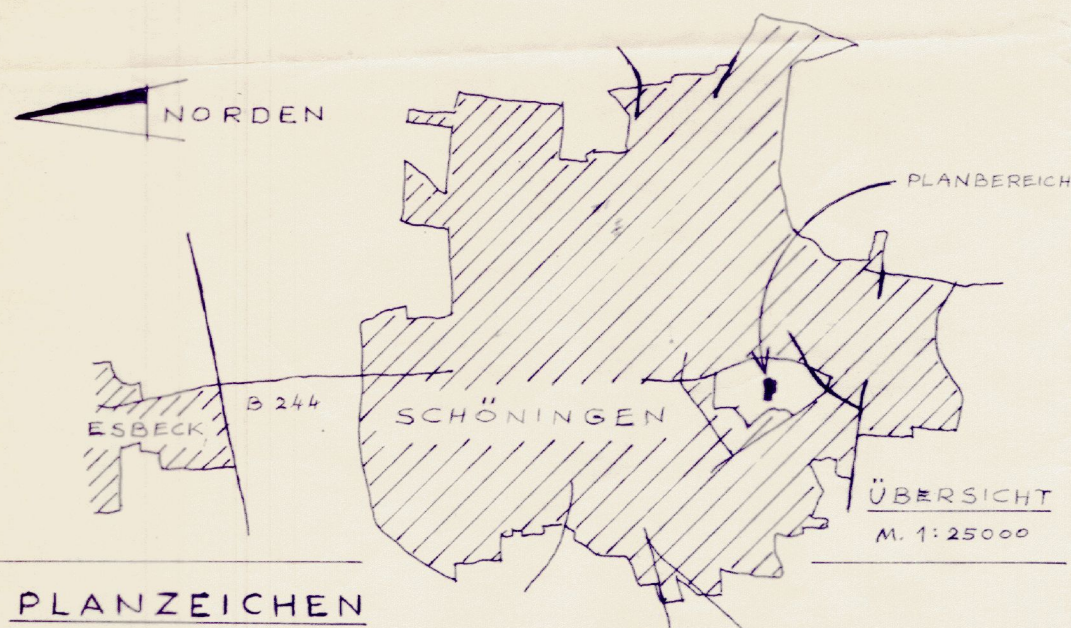 NORDEN
PLANBEREICH
B 244
SCHÖNINGEN
ESBECK
ÜBERSICHT
M. 1:25000
PLANZEICHEN